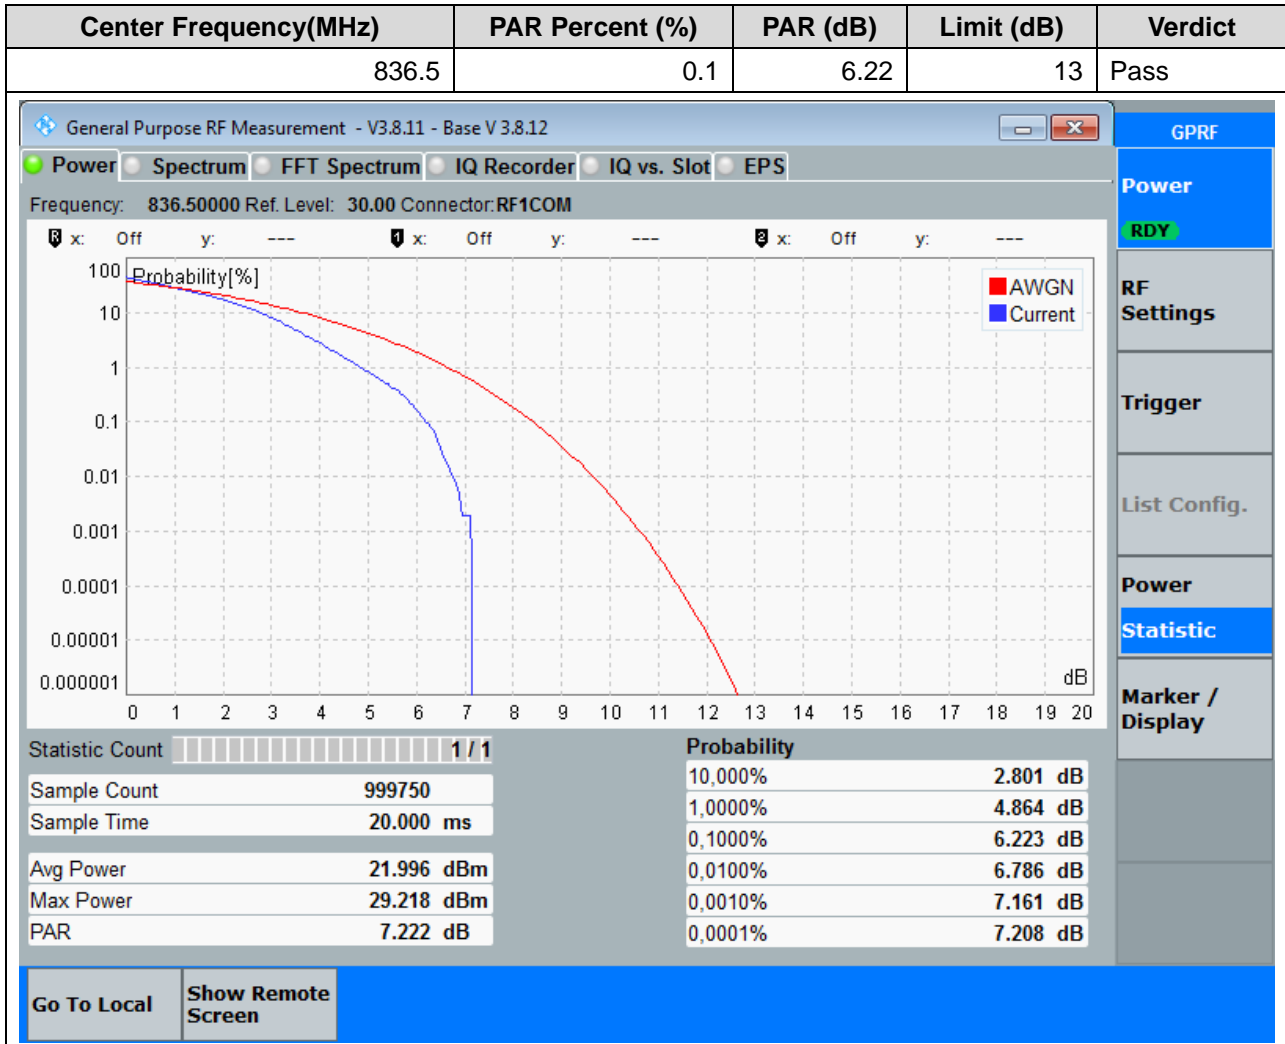 Center Frequency(MHz) PAR Percent (%) PAR (dB) Limit (dB) Verdict
836.5 0.1 6.22 13 Pass
General Purpose RF Measurement - V3.8.11 - Base V 3.8.12
GPRF
Power Spectrum FFT Spectrum IQ Recorder IQ vs. Slot EPS
Frequency: 836.50000 Ref. Level: 30.00 Connector: RF1COM
R x: Off y: --- 1 x: Off y: --- 2 x: Off y: ---
Probability[%]
AWGN
Current
100
10
1
0.1
0.01
0.001
0.0001
0.00001
0.000001
dB
0 1 2 3 4 5 6 7 8 9 10 11 12 13 14 15 16 17 18 19 20
Statistic Count 1 / 1
Sample Count 999750
Sample Time 20.000 ms
Avg Power 21.996 dBm
Max Power 29.218 dBm
PAR 7.222 dB
Probability
10,000% 2.801 dB
1,0000% 4.864 dB
0,1000% 6.223 dB
0,0100% 6.786 dB
0,0010% 7.161 dB
0,0001% 7.208 dB
Power
RDY
RF
Settings
Trigger
List Config.
Power
Statistic
Marker /
Display
Go To Local
Show Remote
Screen